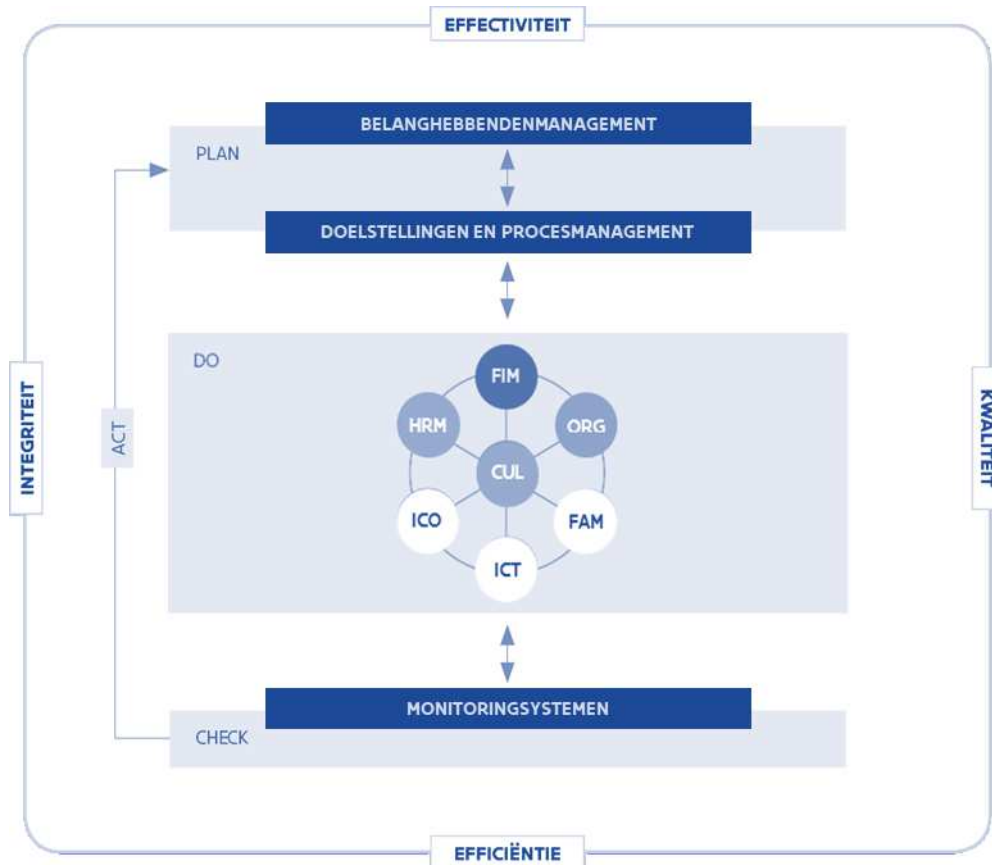 EFFECTIVITEIT
BELANGHEBBENDENMANAGEMENT
PLAN
DOELSTELLINGEN EN PROCESMANAGEMENT
DO
FIM
HRM
ORG
CUL
ICO
FAM
ICT
INTEGRITEIT
ACT
KWALITEIT
MONITORINGSYSTEMEN
CHECK
EFFICIËNTIE